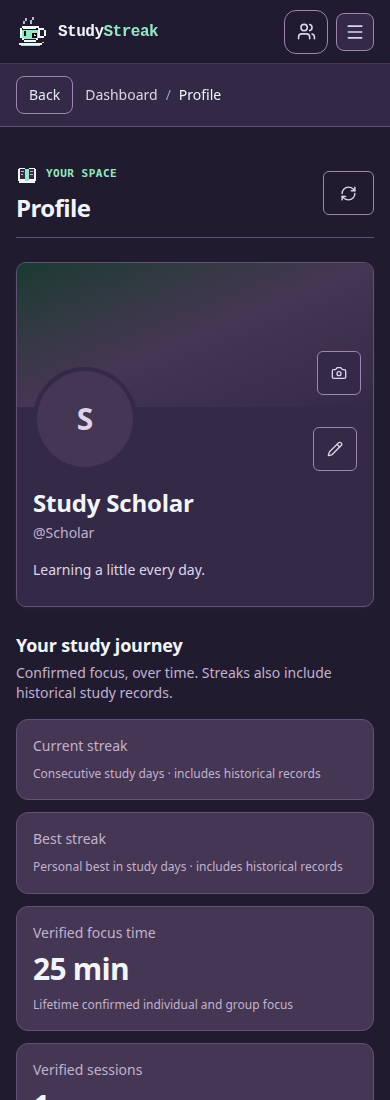 StudyStreak
Back Dashboard / Profile
YOUR SPACE
Profile
S
Study Scholar
@Scholar
Learning a little every day.
Your study journey
Confirmed focus, over time. Streaks also include
historical study records.
Current streak
Consecutive study days · includes historical records
Best streak
Personal best in study days · includes historical records
Verified focus time
25 min
Lifetime confirmed individual and group focus
Verified sessions